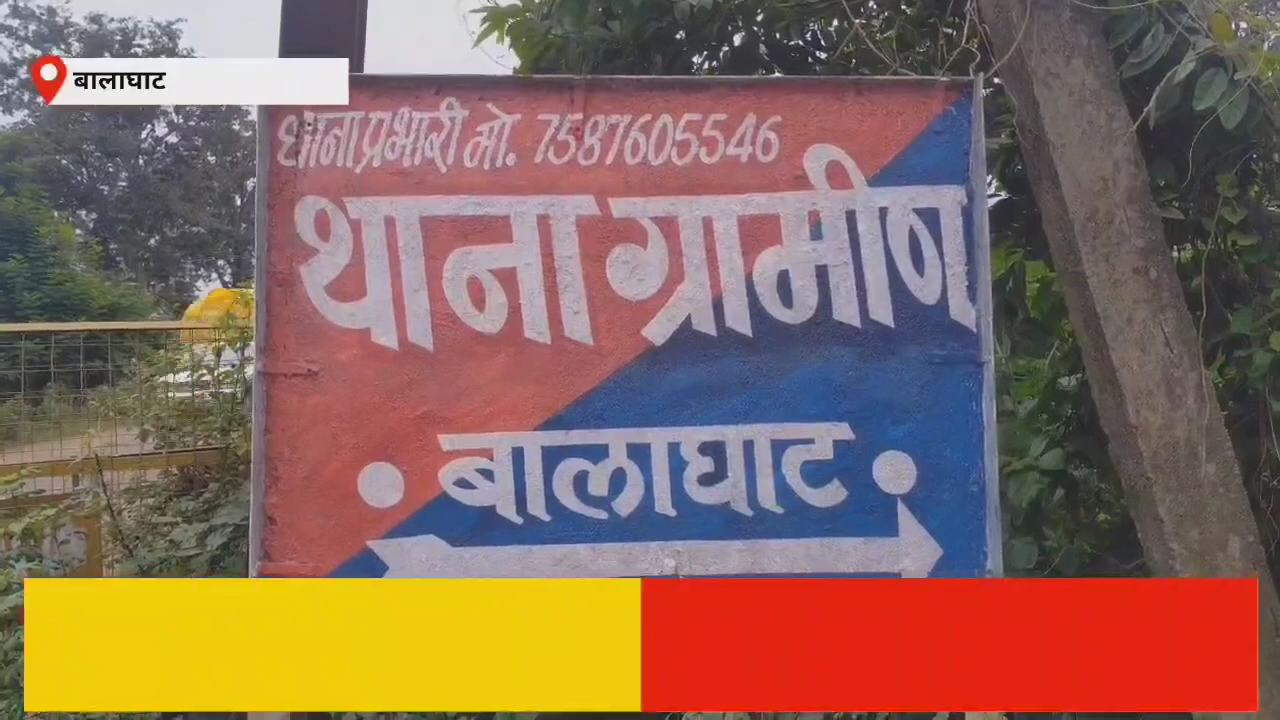 बालाघाट
थाना प्रभारी मो. 7587605546
थाना ग्रामीण
• बालाघाट •